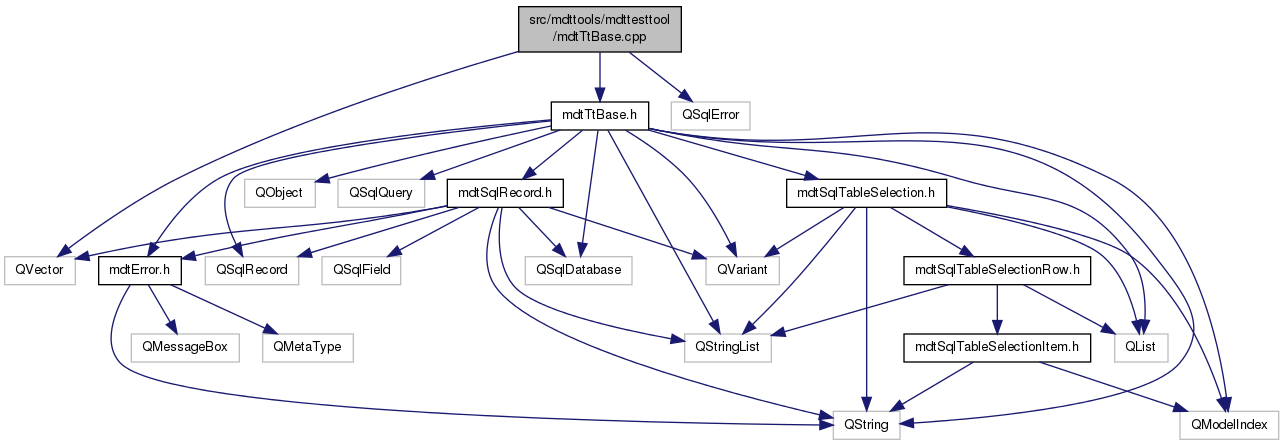 src/mdttools/mdttesttool
/mdtTtBase.cpp
mdtTtBase.h
QSqlError
QObject
QSqlQuery
mdtSqlRecord.h
mdtSqlTableSelection.h
QVector
mdtError.h
QSqlRecord
QSqlField
QSqlDatabase
QVariant
mdtSqlTableSelectionRow.h
QMessageBox
QMetaType
QStringList
mdtSqlTableSelectionItem.h
QList
QString
QModelIndex